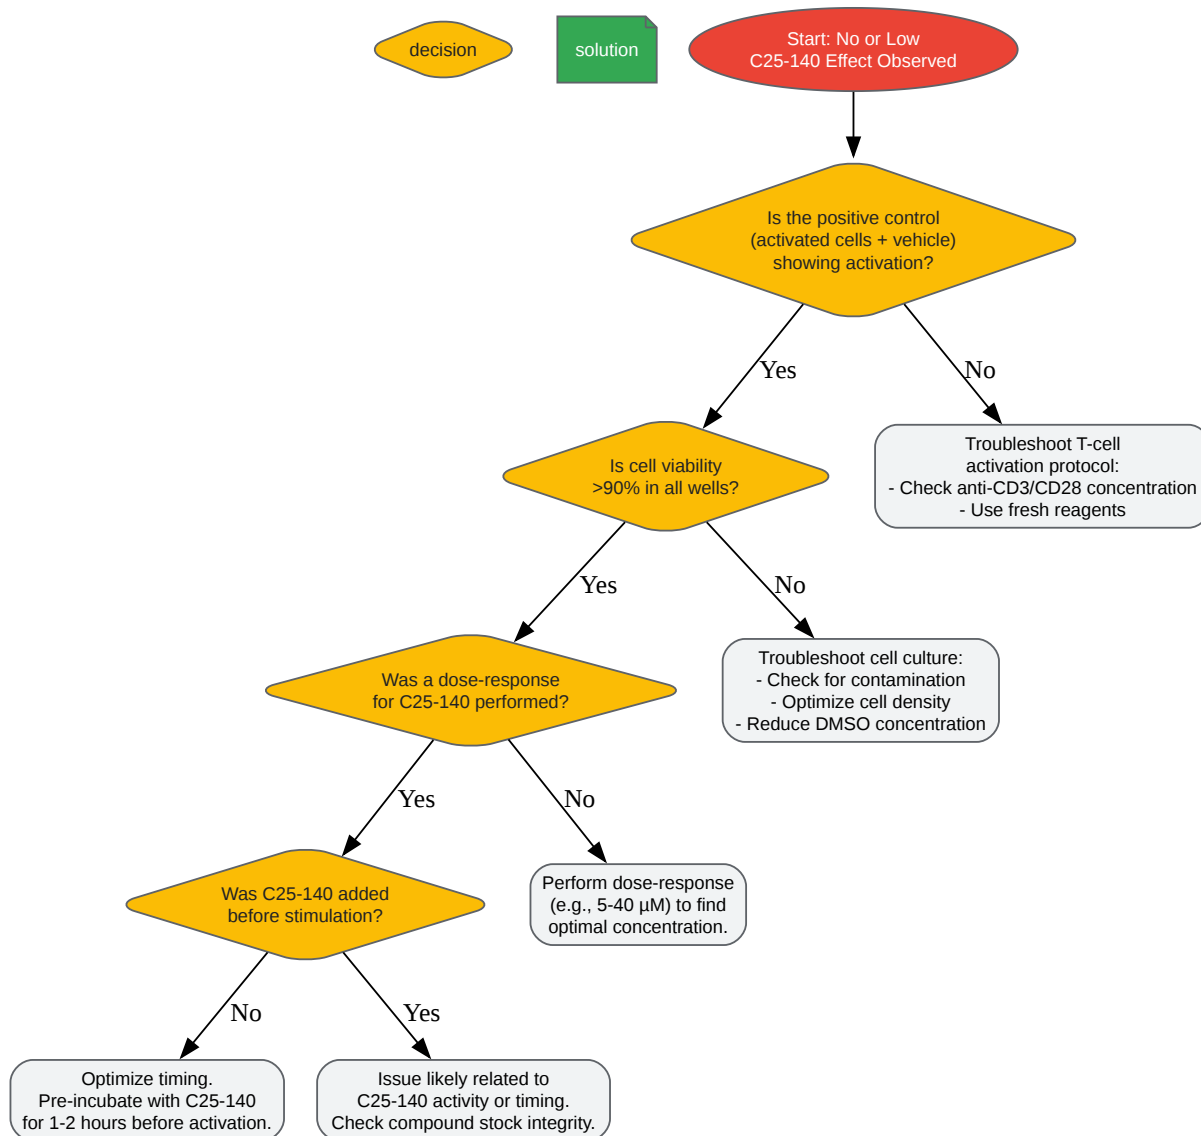 decision
solution
Start: No or Low
C25-140 Effect Observed
Is the positive control
(activated cells + vehicle)
showing activation?
Yes
No
Is cell viability
>90% in all wells?
Troubleshoot T-cell
activation protocol:
- Check anti-CD3/CD28 concentration
- Use fresh reagents
Yes
No
Was a dose-response
for C25-140 performed?
Troubleshoot cell culture:
- Check for contamination
- Optimize cell density
- Reduce DMSO concentration
Yes
No
Was C25-140 added
before stimulation?
Perform dose-response
(e.g., 5-40 µM) to find
optimal concentration.
No
Yes
Optimize timing.
Pre-incubate with C25-140
for 1-2 hours before activation.
Issue likely related to
C25-140 activity or timing.
Check compound stock integrity.